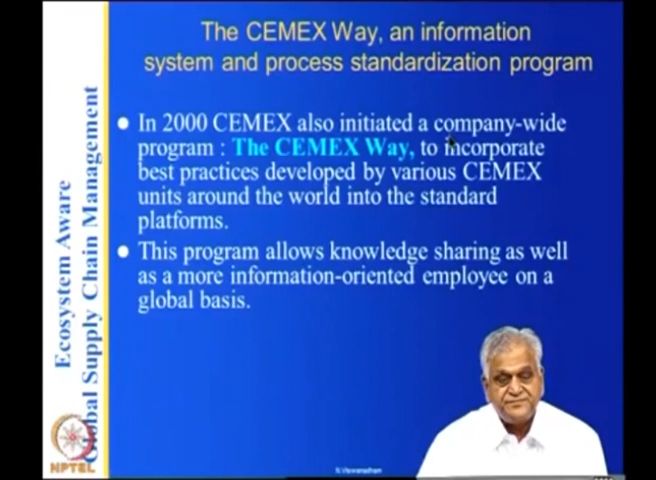 The CEMEX Way, an information
system and process standardization program
In 2000 CEMEX also initiated a company-wide
program : The CEMEX Way, to incorporate
best practices developed by various CEMEX
units around the world into the standard
platforms.
This program allows knowledge sharing as well
as a more information-oriented employee on a
global basis.
Ecosystem Aware
Global Supply Chain Management
NPTEL
N.Viswanadham